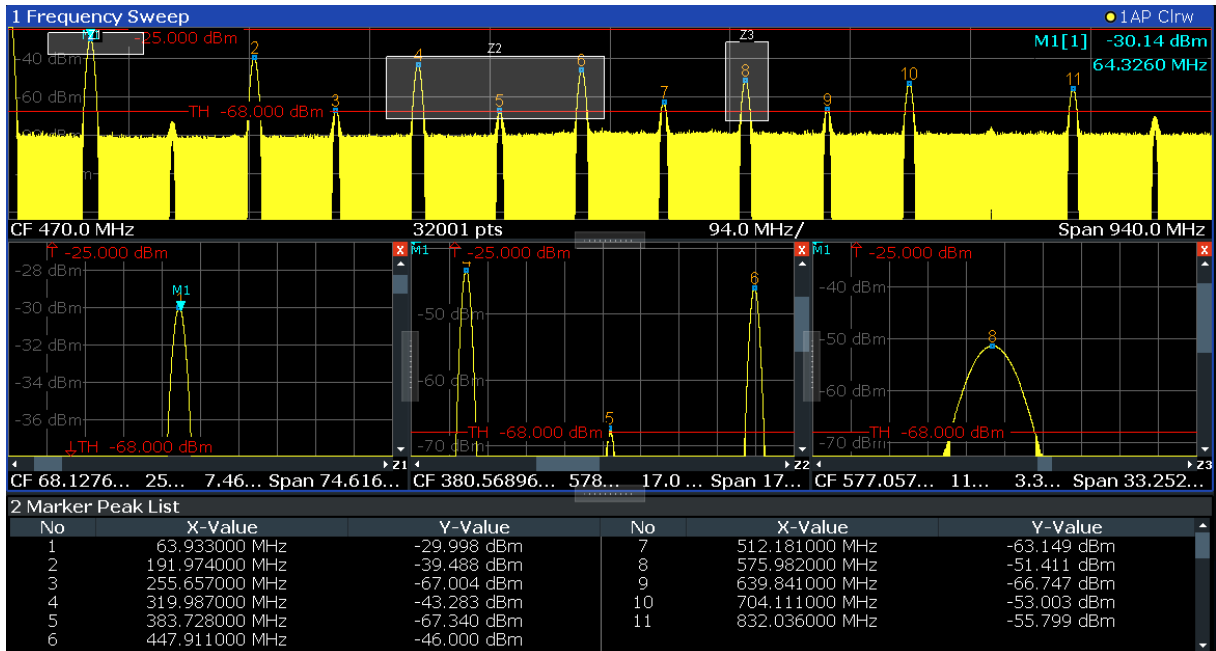 1 Frequency Sweep 1AP Clrw
M1[1] -30.14 dBm
64.3260 MHz
Z1 -25.000 dBm
2
3
4
Z2
5
6
7
Z3
8
9
10
11
-40 dBm
-60 dBm
TH -68.000 dBm
CF 470.0 MHz 32001 pts 94.0 MHz/ Span 940.0 MHz
-25.000 dBm X M1 -25.000 dBm X M1 -25.000 dBm X
-28 dBm
-30 dBm
-32 dBm
-34 dBm
-36 dBm
M1
TH -68.000 dBm
Z1
-50 dBm
-60 dBm
-70 dBm
5
6
TH -68.000 dBm
Z2
-40 dBm
-50 dBm
-60 dBm
-70 dBm
8
TH -68.000 dBm
Z3
CF 68.1276... 25... 7.46... Span 74.616... CF 380.56896... 578... 17.0 ... Span 17... CF 577.057... 11... 3.3... Span 33.252...
2 Marker Peak List
No X-Value Y-Value No X-Value Y-Value
1 63.933000 MHz -29.998 dBm 7 512.181000 MHz -63.149 dBm
2 191.974000 MHz -39.488 dBm 8 575.982000 MHz -51.411 dBm
3 255.657000 MHz -67.004 dBm 9 639.841000 MHz -66.747 dBm
4 319.987000 MHz -43.283 dBm 10 704.111000 MHz -53.003 dBm
5 383.728000 MHz -67.340 dBm 11 832.036000 MHz -55.799 dBm
6 447.911000 MHz -46.000 dBm